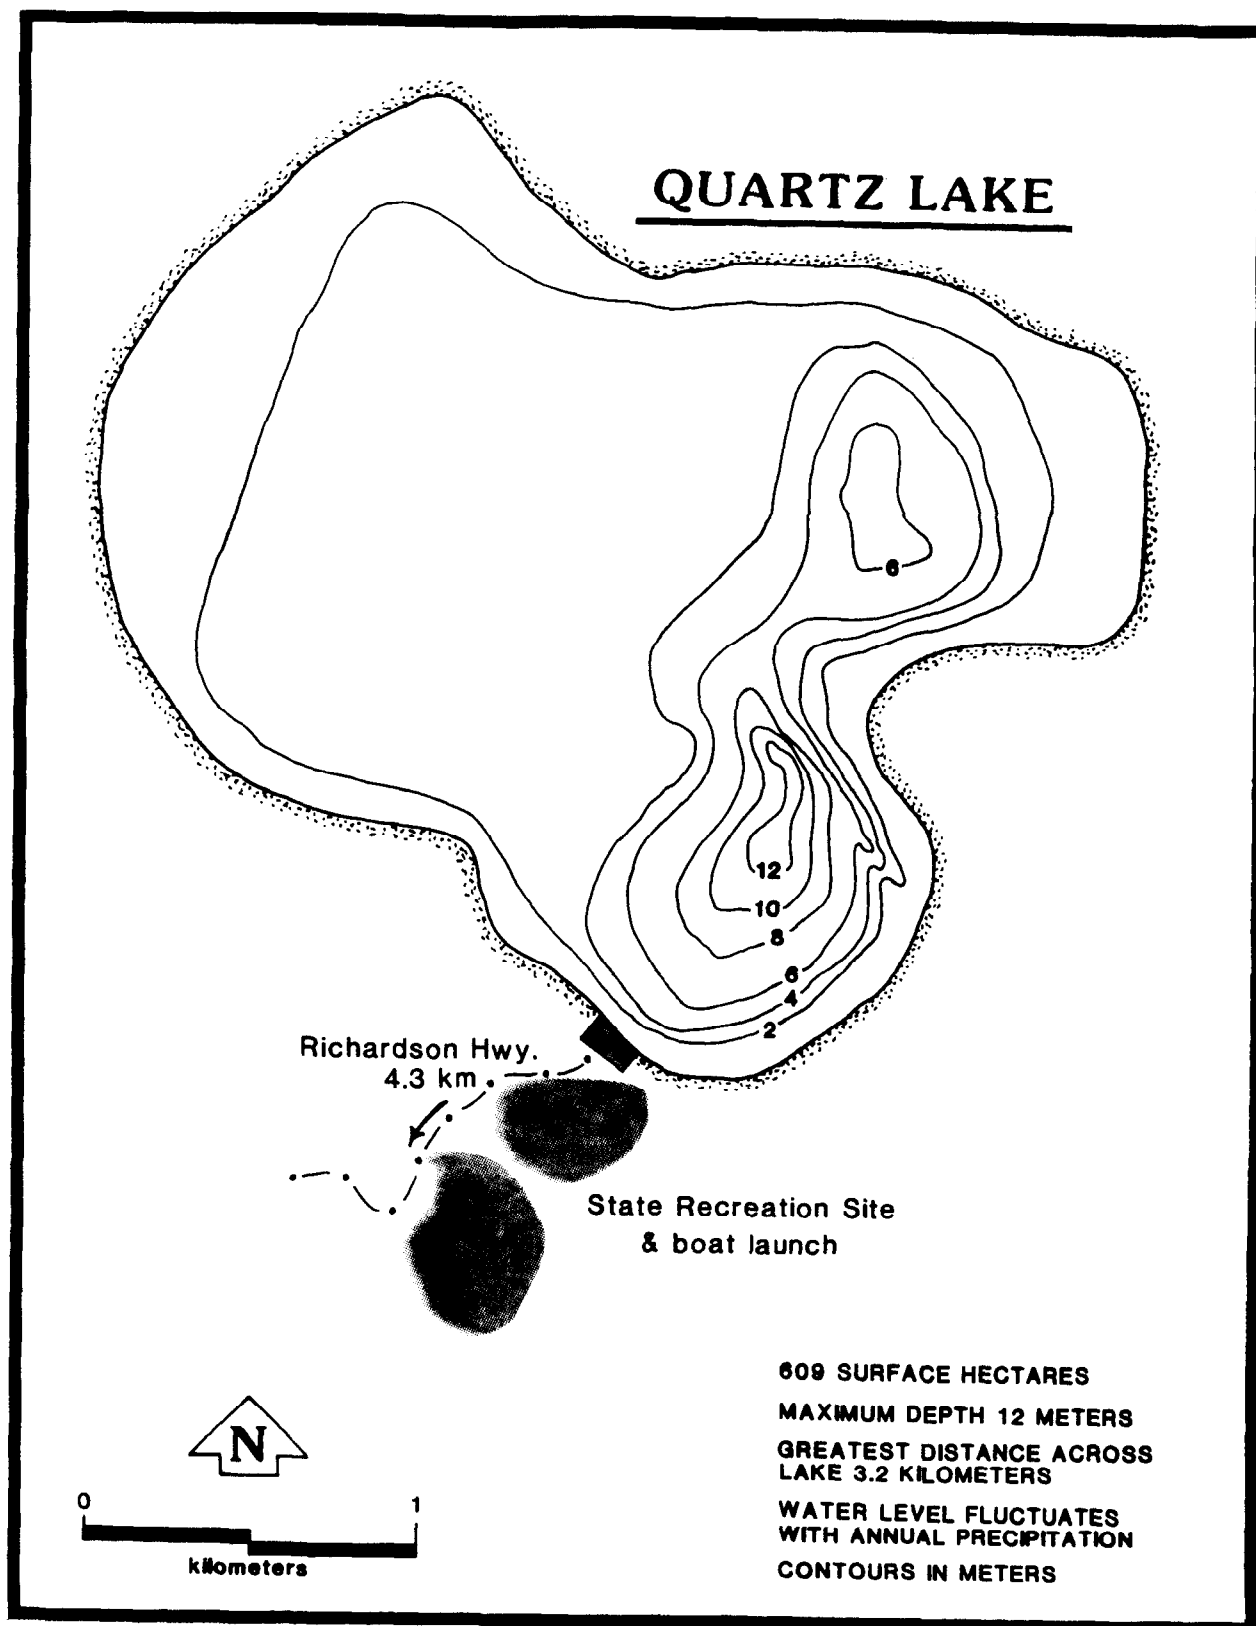 QUARTZ LAKE
6
12
10
8
6
4
2
Richardson Hwy.
4.3 km
State Recreation Site
& boat launch
N
0 1
kilometers
609 SURFACE HECTARES
MAXIMUM DEPTH 12 METERS
GREATEST DISTANCE ACROSS
LAKE 3.2 KILOMETERS
WATER LEVEL FLUCTUATES
WITH ANNUAL PRECIPITATION
CONTOURS IN METERS